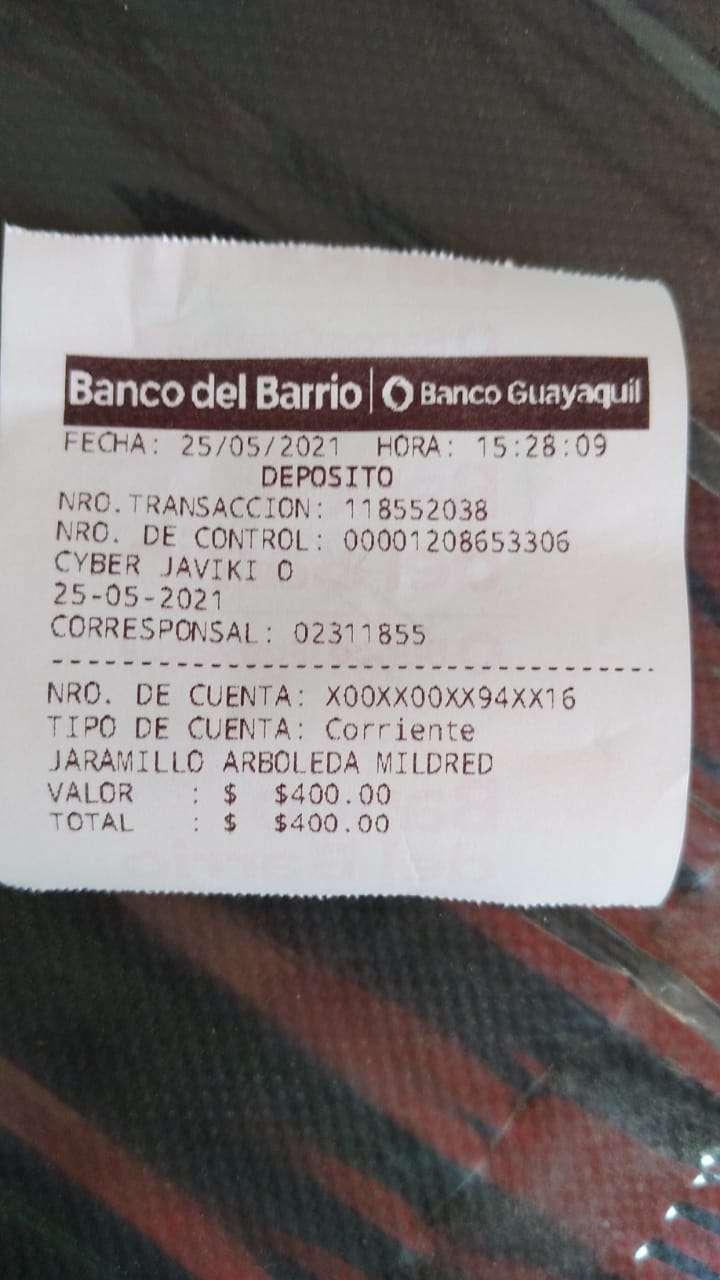 Banco del Barrio | Banco Guayaquil
FECHA: 25/05/2021 HORA: 15:28:09
DEPOSITO
NRO.TRANSACCION: 118552038
NRO. DE CONTROL: 00001208653306
CYBER JAVIKI O
25-05-2021
CORRESPONSAL: 02311855
NRO. DE CUENTA: X00XX00XX94XX16
TIPO DE CUENTA: Corriente
JARAMILLO ARBOLEDA MILDRED
VALOR : $ $400.00
TOTAL : $ $400.00